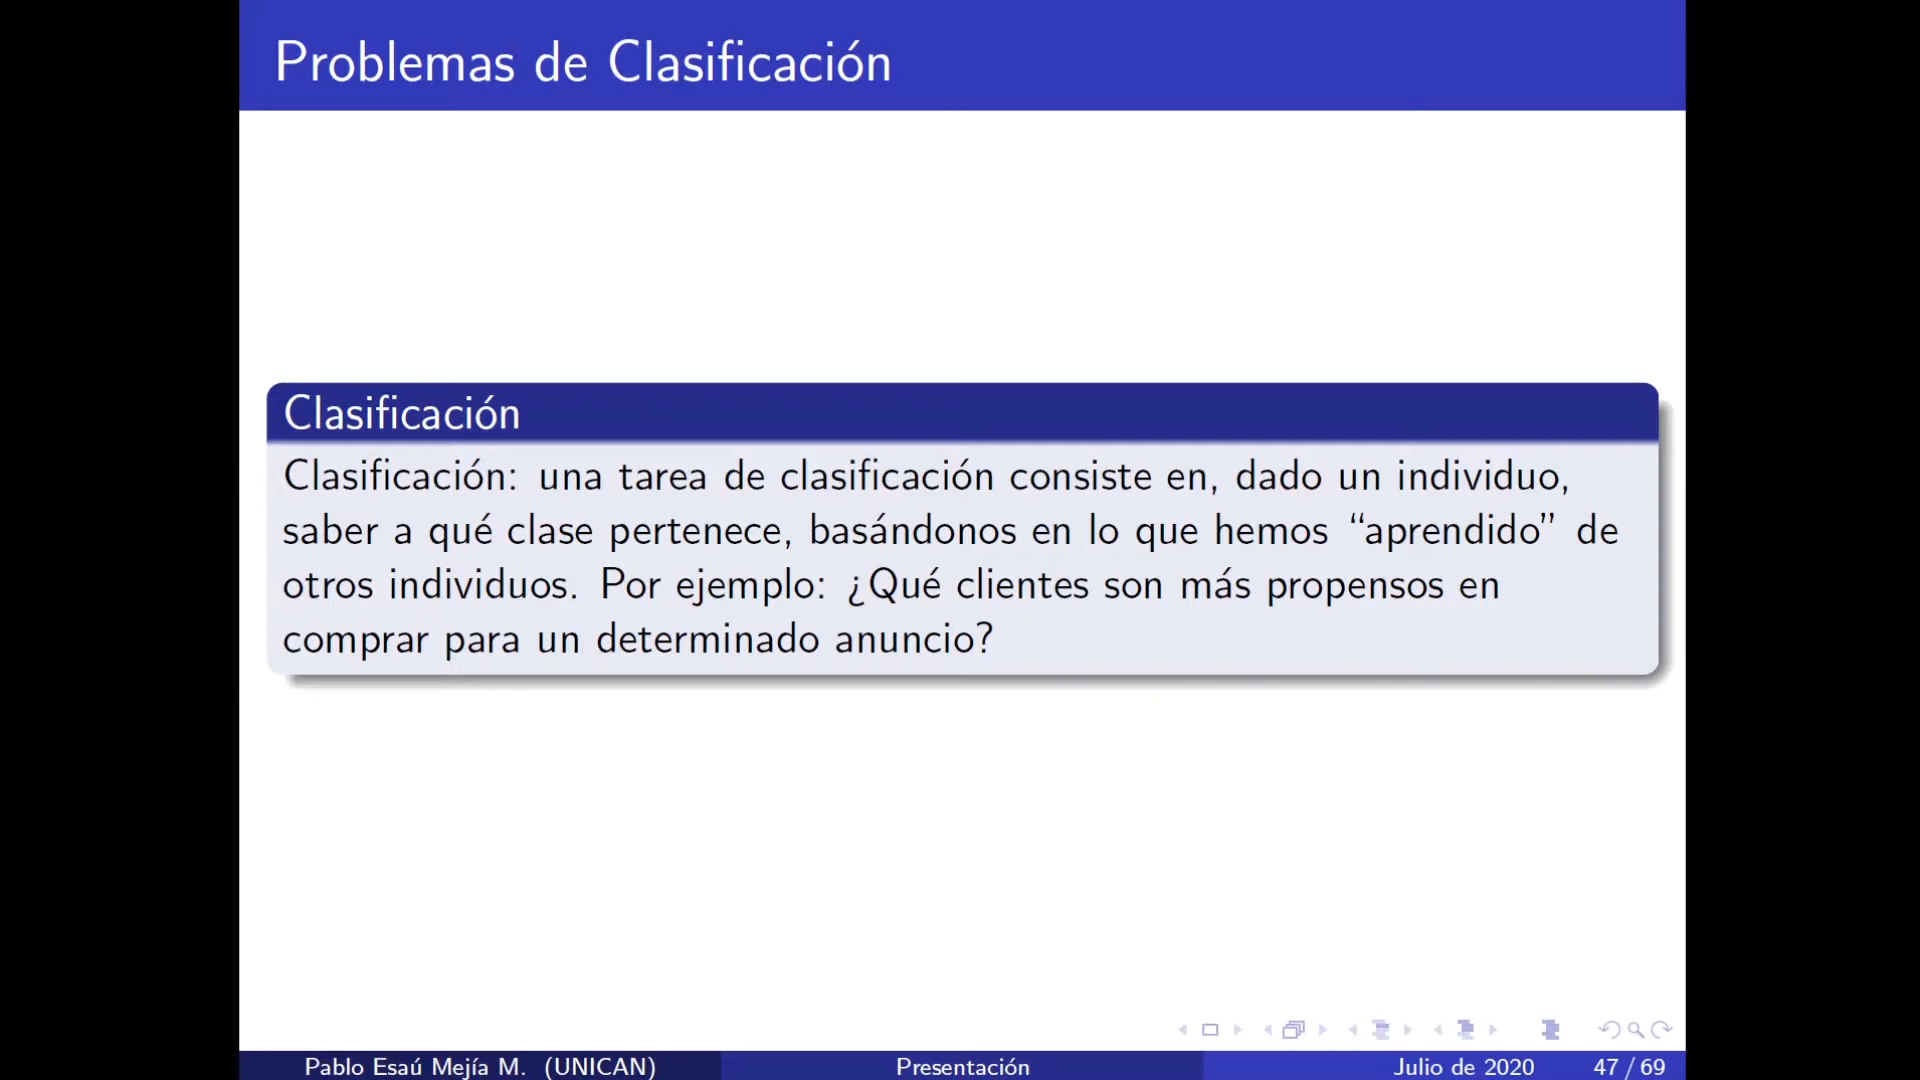 Problemas de Clasificación
Clasificación
Clasificación: una tarea de clasificación consiste en, dado un individuo,
saber a qué clase pertenece, basándonos en lo que hemos “aprendido” de
otros individuos. Por ejemplo: ¿Qué clientes son más propensos en
comprar para un determinado anuncio?
Pablo Esaú Mejía M. (UNICAN) Presentación Julio de 2020 47 / 69